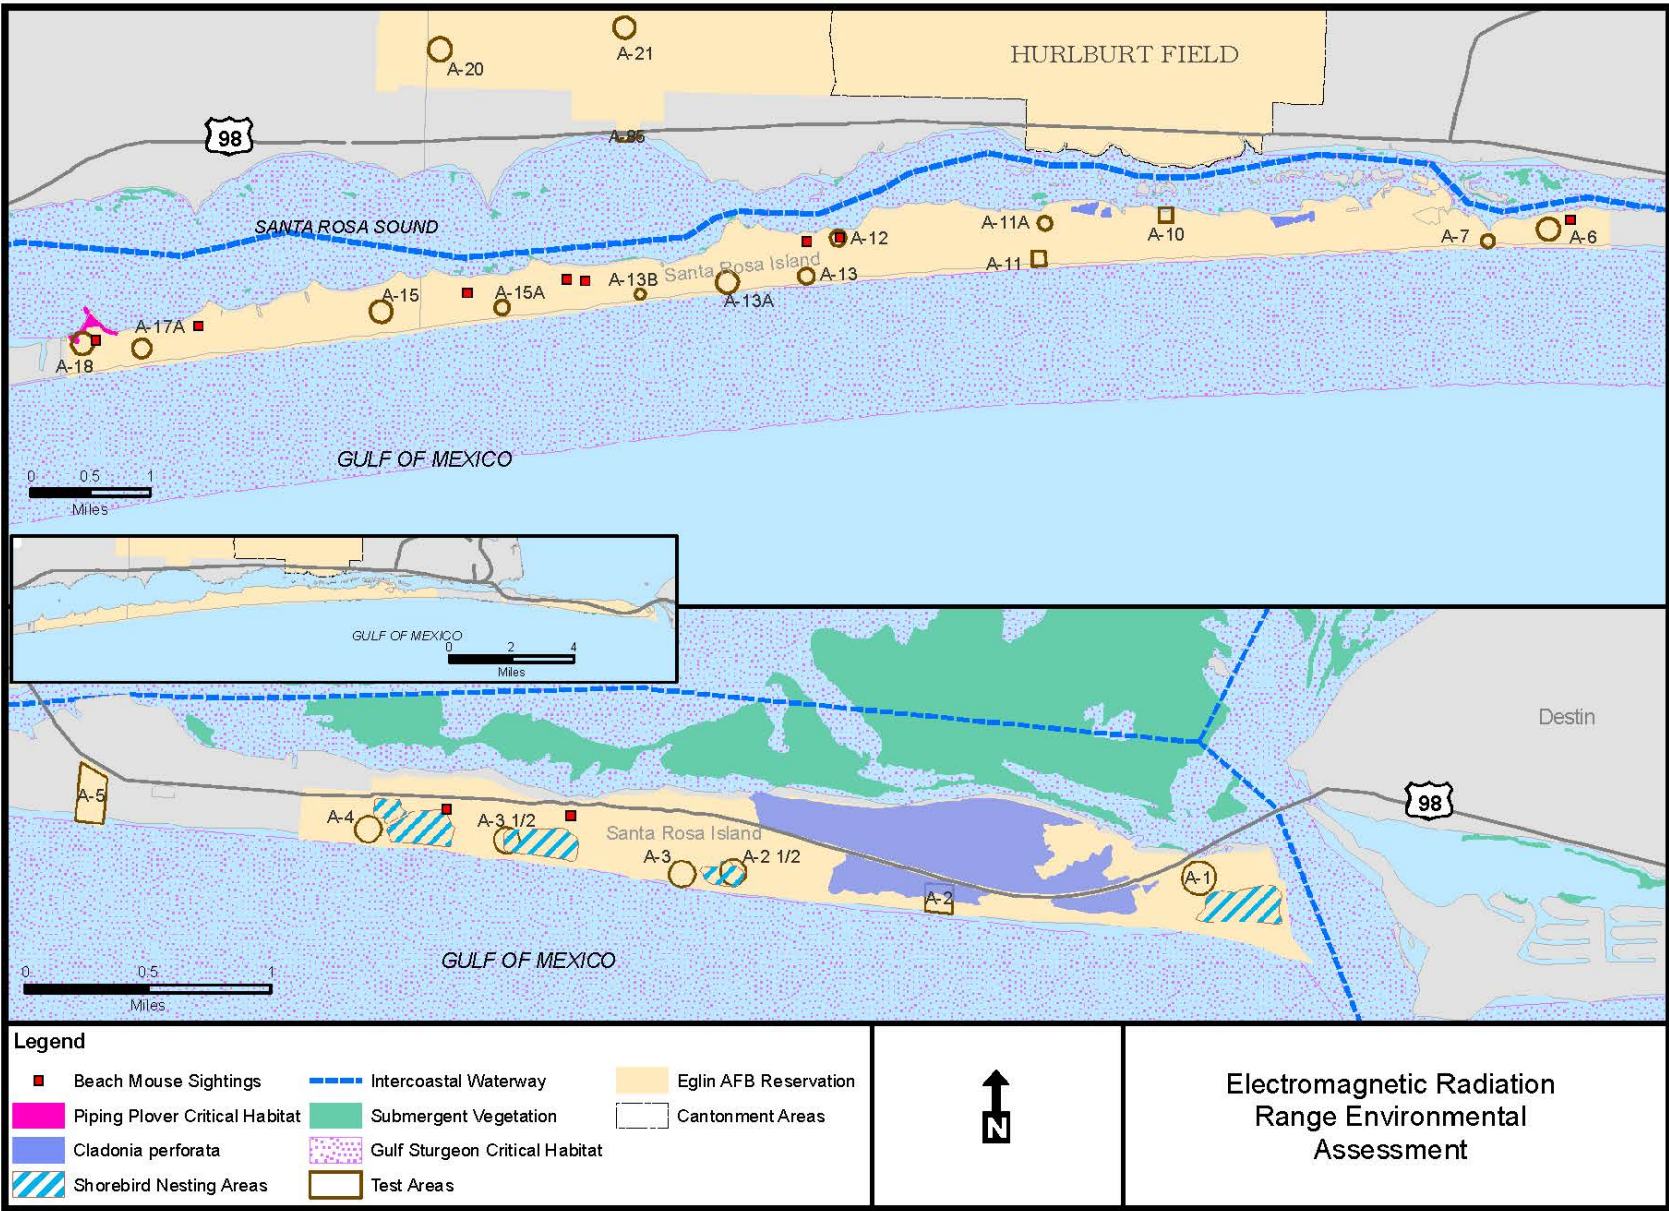 HURLBURT FIELD
A-21
A-20
98
A-85
SANTA ROSA SOUND
A-12
A-11A
A-10
A-7
A-6
A-11
Santa Rosa Island
A-13
A-13B
A-13A
A-15A
A-15
A-17A
A-18
GULF OF MEXICO
0 0.5 1
Miles
GULF OF MEXICO
0 2 4
Miles
Destin
98
A-5
A-4
A-3 1/2
Santa Rosa Island
A-3
A-2 1/2
A-1
A-2
GULF OF MEXICO
0 0.5 1
Miles
Legend
Beach Mouse Sightings
Piping Plover Critical Habitat
Cladonia perforata
Shorebird Nesting Areas
Intercoastal Waterway
Submergent Vegetation
Gulf Sturgeon Critical Habitat
Test Areas
Eglin AFB Reservation
Cantonment Areas
N
Electromagnetic Radiation
Range Environmental
Assessment